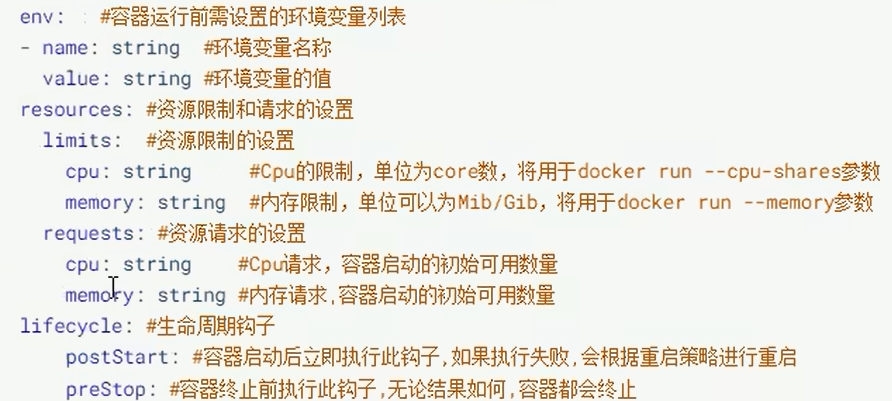 env: #容器运行前需设置的环境变量列表
- name: string #环境变量名称
value: string #环境变量的值
resources: #资源限制和请求的设置
limits: #资源限制的设置
cpu: string #Cpu的限制，单位为core数，将用于docker run --cpu-shares参数
memory: string #内存限制，单位可以为Mib/Gib，将用于docker run --memory参数
requests: #资源请求的设置
cpu: string #Cpu请求，容器启动的初始可用数量
memory: string #内存请求,容器启动的初始可用数量
lifecycle: #生命周期钩子
postStart: #容器启动后立即执行此钩子,如果执行失败,会根据重启策略进行重启
preStop: #容器终止前执行此钩子,无论结果如何,容器都会终止